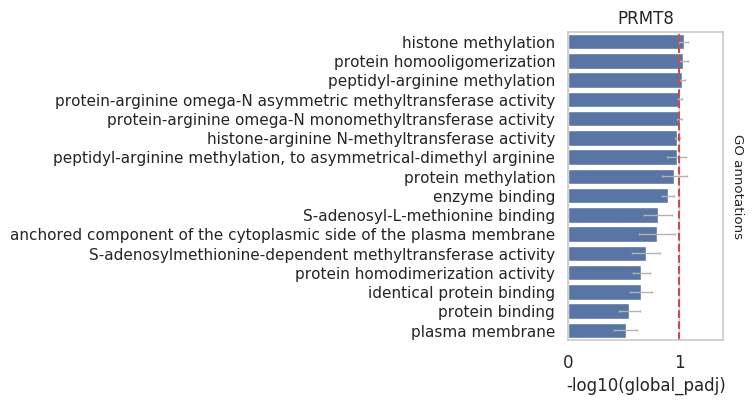 PRMT8
histone methylation
protein homooligomerization
peptidyl-arginine methylation
protein-arginine omega-N asymmetric methyltransferase activity
protein-arginine omega-N monomethyltransferase activity
histone-arginine N-methyltransferase activity
peptidyl-arginine methylation, to asymmetrical-dimethyl arginine
protein methylation
enzyme binding
S-adenosyl-L-methionine binding
anchored component of the cytoplasmic side of the plasma membrane
S-adenosylmethionine-dependent methyltransferase activity
protein homodimerization activity
identical protein binding
protein binding
plasma membrane
GO annotations
0 1
-log10(global_padj)